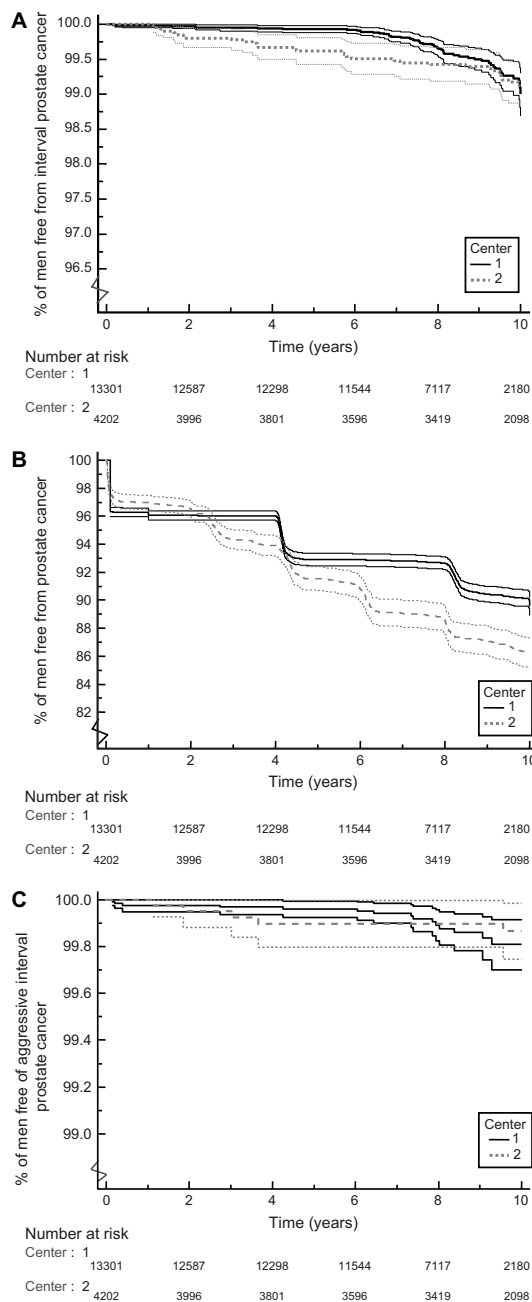 A
% of men free from interval prostate cancer
100.0
99.5
99.0
98.5
98.0
97.5
97.0
96.5
Center
1
2
0 2 4 6 8 10
Time (years)
Number at risk
Center : 1
13301 12587 12298 11544 7117 2180
Center : 2
4202 3996 3801 3596 3419 2098
B
% of men free from prostate cancer
100
98
96
94
92
90
88
86
84
82
Center
1
2
0 2 4 6 8 10
Time (years)
Number at risk
Center : 1
13301 12587 12298 11544 7117 2180
Center : 2
4202 3996 3801 3596 3419 2098
C
% of men free of aggressive interval
prostate cancer
100.0
99.8
99.6
99.4
99.2
99.0
Center
1
2
0 2 4 6 8 10
Time (years)
Number at risk
Center : 1
13301 12587 12298 11544 7117 2180
Center : 2
4202 3996 3801 3596 3419 2098